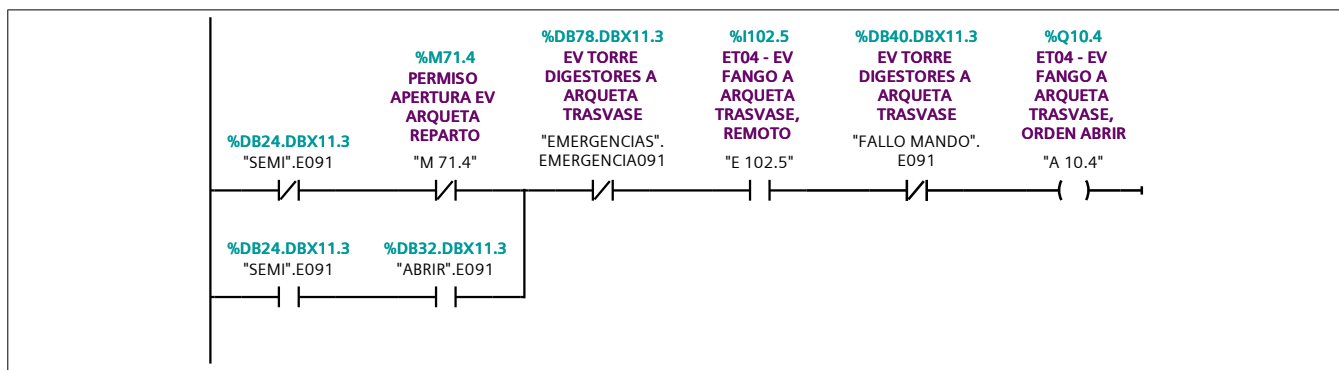 %M71.4
PERMISO
APERTURA EV
ARQUETA
REPARTO
"M 71.4"
%DB24.DBX11.3
"SEMI".E091
%DB78.DBX11.3
EV TORRE
DIGESTORES A
ARQUETA
TRASVASE
"EMERGENCIAS".
EMERGENCIA091
%I102.5
ET04 - EV
FANGO A
ARQUETA
TRASVASE,
REMOTO
"E 102.5"
%DB40.DBX11.3
EV TORRE
DIGESTORES A
ARQUETA
TRASVASE
"FALLO MANDO".
E091
%Q10.4
ET04 - EV
FANGO A
ARQUETA
TRASVASE,
ORDEN ABRIR
"A 10.4"
%DB24.DBX11.3
"SEMI".E091
%DB32.DBX11.3
"ABRIR".E091